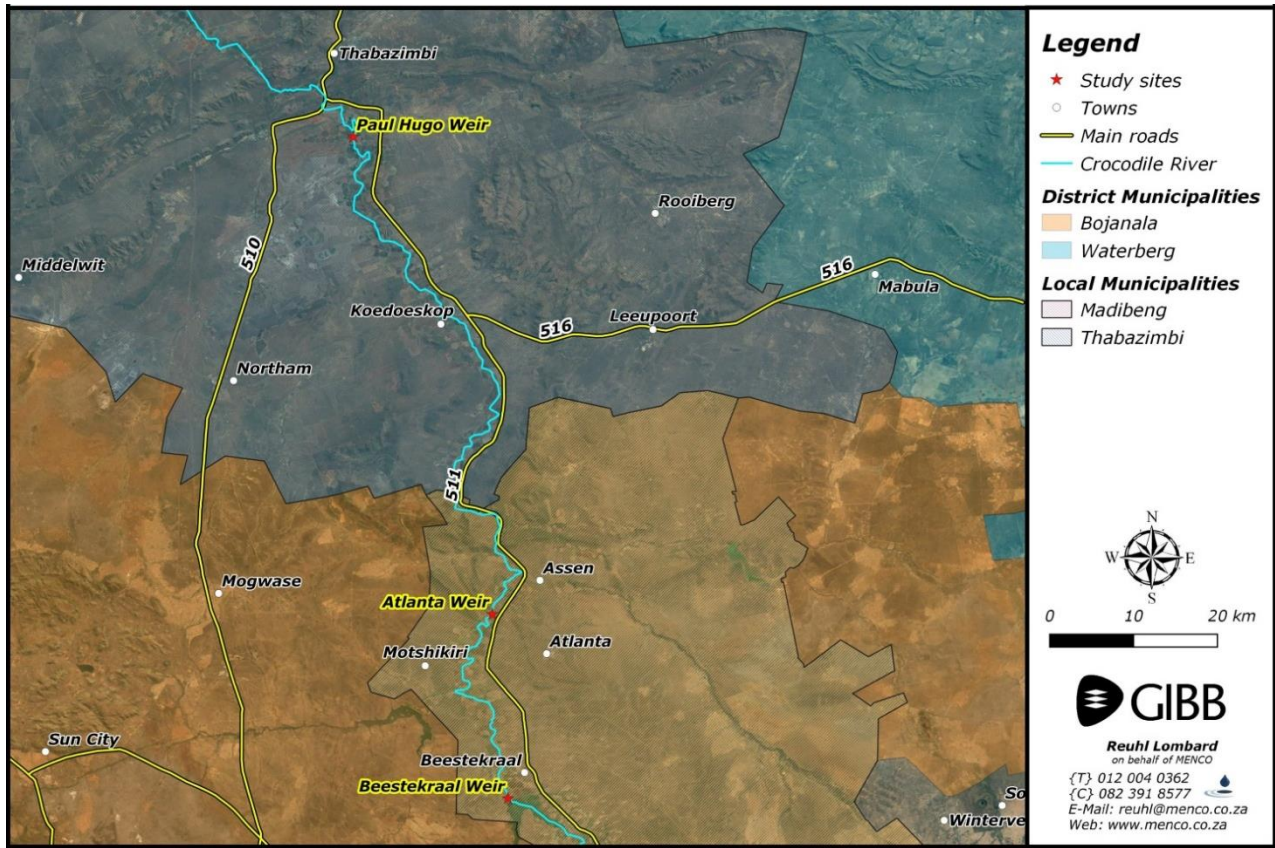 Thabazimbi
Paul Hugo Weir
Rooiberg
510
Middelwit
516
Mabula
Koedoeskop
516
Leeupoort
Northam
511
Mogwase
Assen
Atlanta Weir
Atlanta
Motshikiri
Sun City
Beestekraal
Beestekraal Weir
Legend
Study sites
Towns
Main roads
Crocodile River
District Municipalities
Bojanala
Waterberg
Local Municipalities
Madibeng
Thabazimbi
N
W E
S
0 10 20 km
GIBB
Reuhl Lombard
on behalf of MENCO
{T} 012 004 0362
{C} 082 391 8577
E-Mail: reuhl@menco.co.za
Web: www.menco.co.za